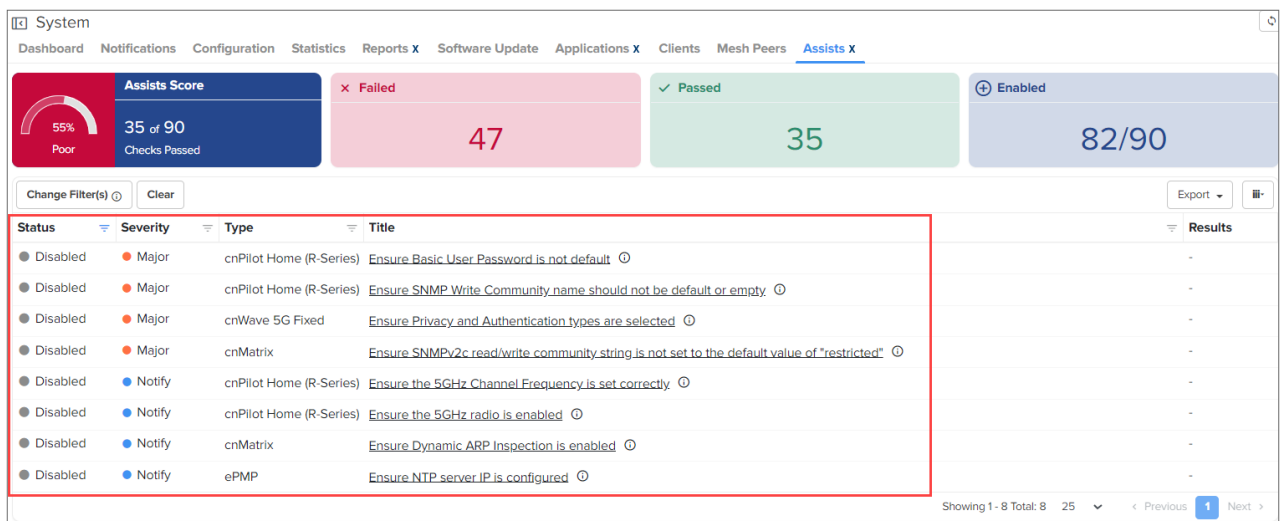 System
Dashboard Notifications Configuration Statistics Reports x Software Update Applications x Clients Mesh Peers Assists x
Assists Score
55%
Poor
35 of 90
Checks Passed
Failed
47
Passed
35
Enabled
82/90
Change Filter(s) Clear Export
Status Severity Type Title Results
Disabled Major cnPilot Home (R-Series) Ensure Basic User Password is not default -
Disabled Major cnPilot Home (R-Series) Ensure SNMP Write Community name should not be default or empty -
Disabled Major cnWave 5G Fixed Ensure Privacy and Authentication types are selected -
Disabled Major cnMatrix Ensure SNMPv2c read/write community string is not set to the default value of "restricted" -
Disabled Notify cnPilot Home (R-Series) Ensure the 5GHz Channel Frequency is set correctly -
Disabled Notify cnPilot Home (R-Series) Ensure the 5GHz radio is enabled -
Disabled Notify cnMatrix Ensure Dynamic ARP Inspection is enabled -
Disabled Notify ePMP Ensure NTP server IP is configured -
Showing 1 - 8 Total: 8 25 < Previous 1 Next >